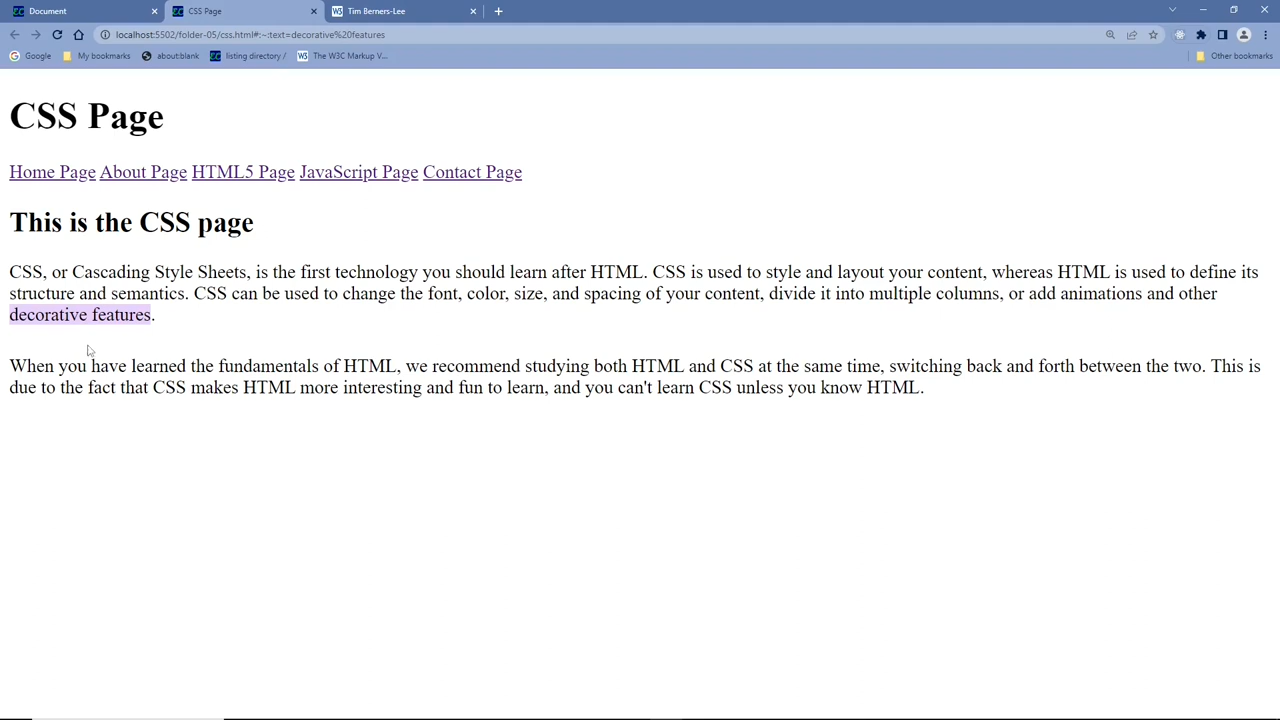 Document
CSS Page
Tim Berners-Lee
localhost:5502/folder-05/css.html#:~:text=decorative%20features
Google
My bookmarks
about:blank
listing directory /
The W3C Markup V...
Other bookmarks
CSS Page
Home Page About Page HTML5 Page JavaScript Page Contact Page
This is the CSS page
CSS, or Cascading Style Sheets, is the first technology you should learn after HTML. CSS is used to style and layout your content, whereas HTML is used to define its
structure and semantics. CSS can be used to change the font, color, size, and spacing of your content, divide it into multiple columns, or add animations and other
decorative features.
When you have learned the fundamentals of HTML, we recommend studying both HTML and CSS at the same time, switching back and forth between the two. This is
due to the fact that CSS makes HTML more interesting and fun to learn, and you can't learn CSS unless you know HTML.